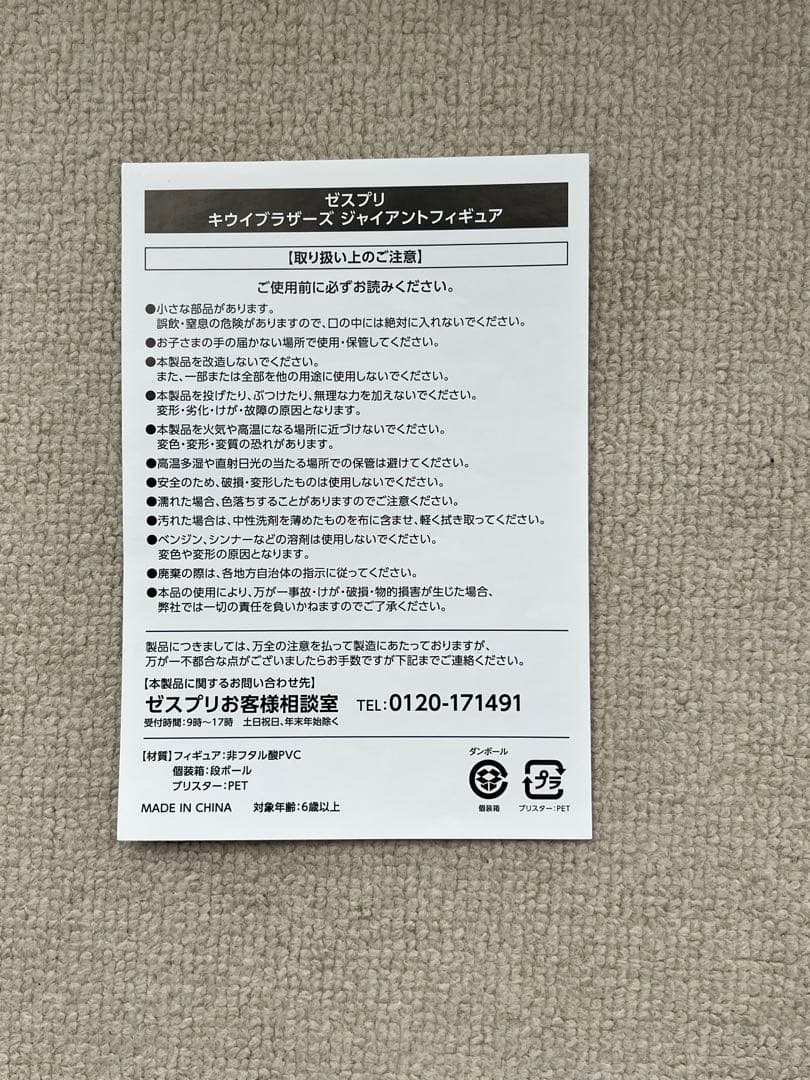 ゼスプリ
キウイブラザーズ ジャイアントフィギュア
【取り扱い上のご注意】
ご使用前に必ずお読みください。
●小さな部品があります。
誤飲・窒息の危険がありますので、口の中には絶対に入れないでください。
●お子さまの手の届かない場所で使用・保管してください。
●本製品を改造しないでください。
また、一部または全部を他の用途に使用しないでください。
●本製品を投げたり、ぶつけたり、無理な力を加えないでください。
変形・劣化・けが・故障の原因となります。
●本製品を火気や高温になる場所に近づけないでください。
変色・変形・変質の恐れがあります。
●高温多湿や直射日光の当たる場所での保管は避けてください。
●安全のため、破損・変形したものは使用しないでください。
●濡れた場合、色落ちすることがありますのでご注意ください。
●汚れた場合は、中性洗剤を薄めたものを布に含ませ、軽く拭き取ってください。
●ベンジン、シンナーなどの溶剤は使用しないでください。
変色や変形の原因となります。
●廃棄の際は、各地方自治体の指示に従ってください。
●本品の使用により、万が一事故・けが・破損・物的損害が生じた場合、
弊社では一切の責任を負いかねますのでご了承ください。
製品につきましては、万全の注意を払って製造にあたっておりますが、
万が一不都合な点がございましたらお手数ですが下記までご連絡ください。
【本製品に関するお問い合わせ先】
ゼスプリお客様相談室 TEL:0120-171491
受付時間:9時〜17時 土日祝日、年末年始除く
【材質】フィギュア:非フタル酸PVC
個装箱:段ボール
ブリスター:PET
MADE IN CHINA 対象年齢:6歳以上
ダンボール
個装箱
プラ
ブリスター:PET